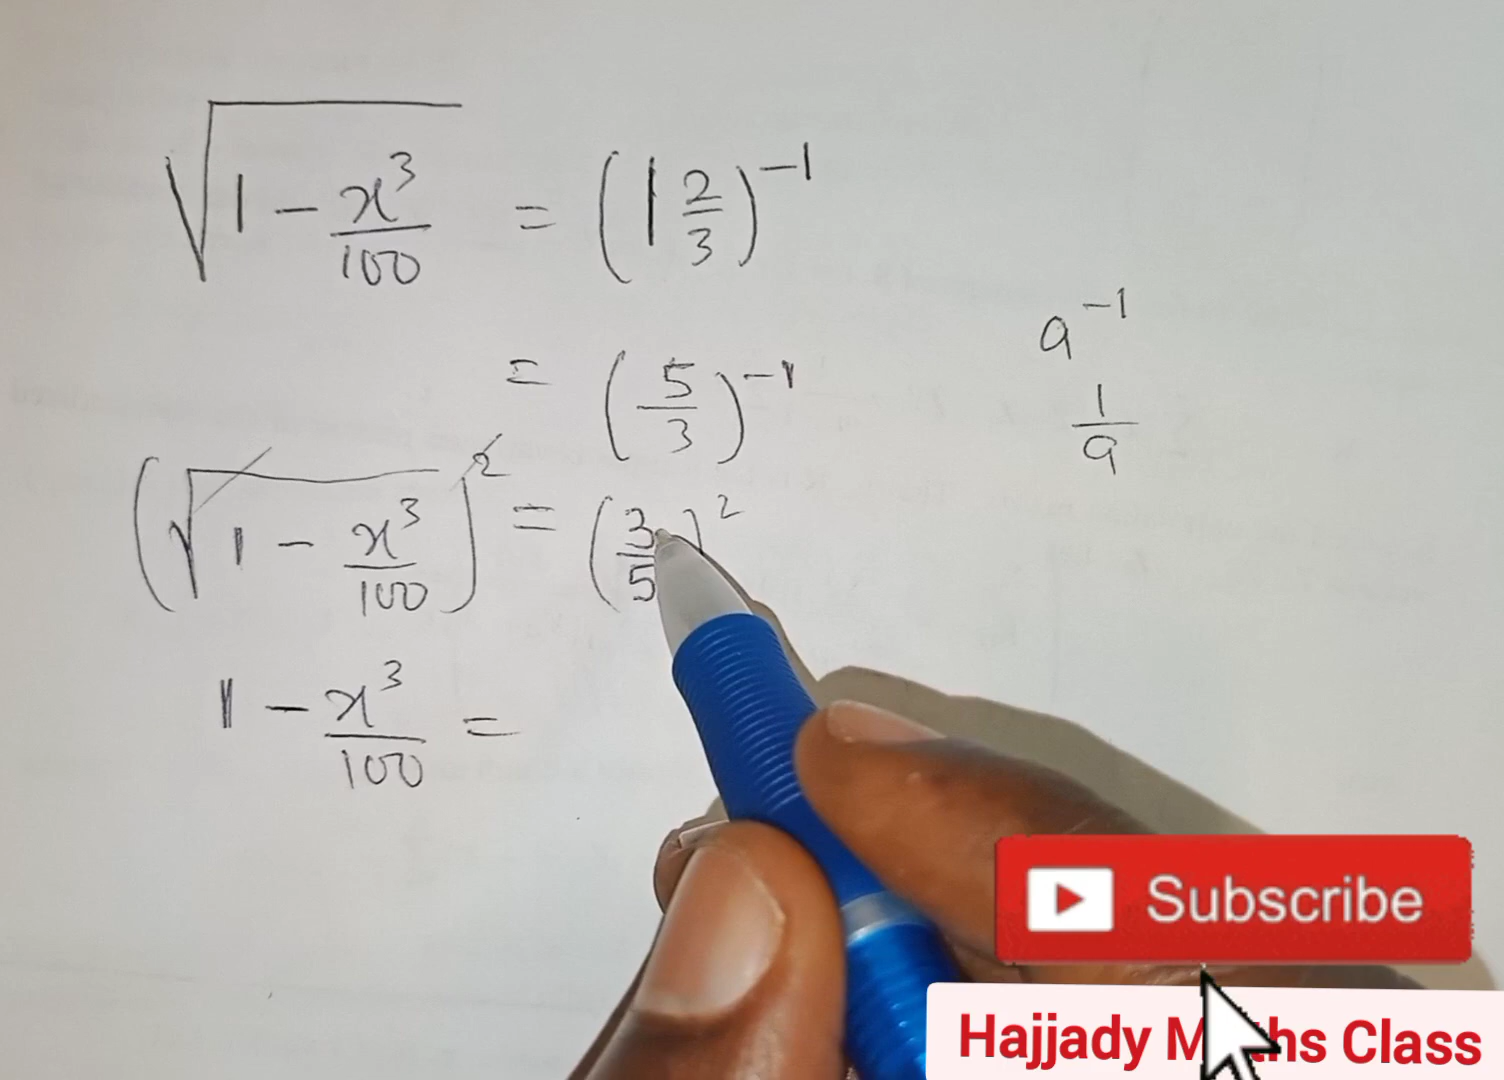 √(1 - x³/100) = (1 2/3)⁻¹
= (5/3)⁻¹
a⁻¹
1/a
(√(1 - x³/100))² = (3/5)²
1 - x³/100 =
Subscribe
Hajjady M ths Class